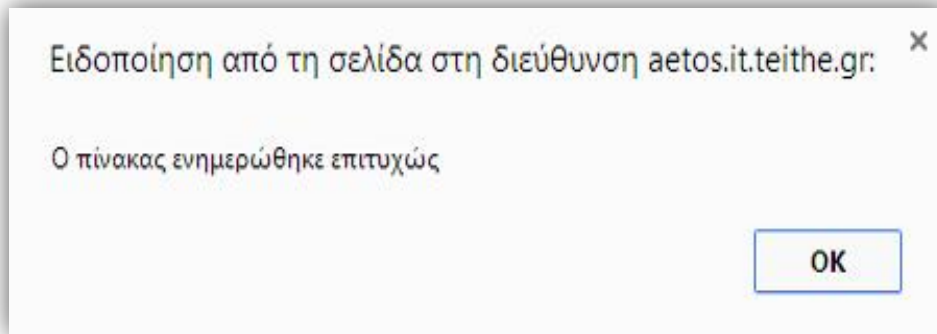 Ειδοποίηση από τη σελίδα στη διεύθυνση aetos.it.teithe.gr:
Ο πίνακας ενημερώθηκε επιτυχώς
OK